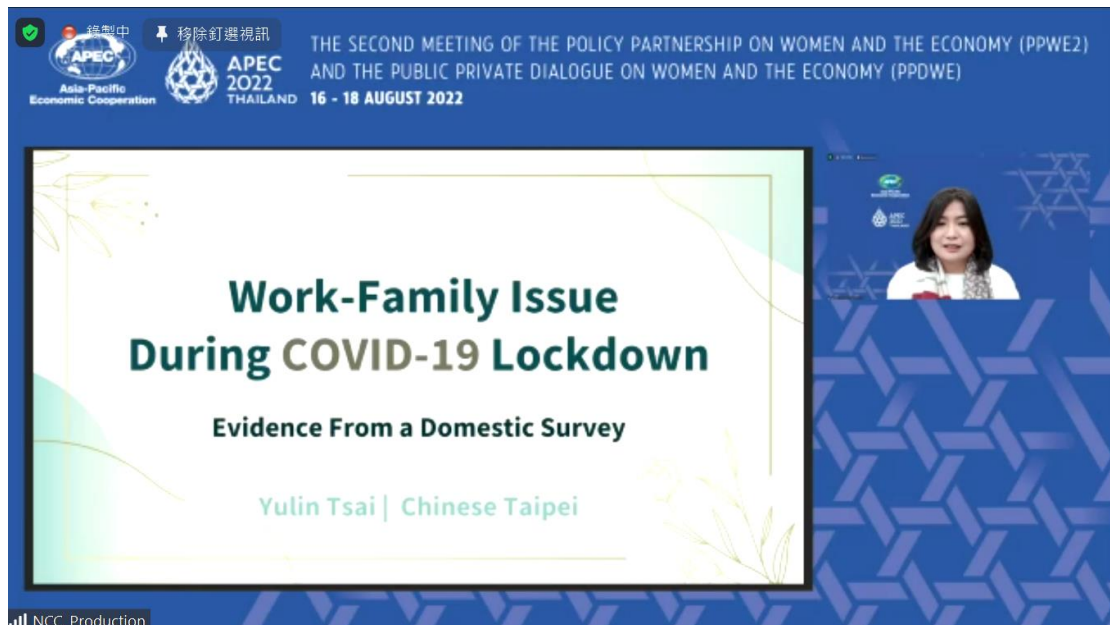 錄製中
移除釘選視訊
APEC
Asia-Pacific
Economic Cooperation
APEC
2022
THAILAND
THE SECOND MEETING OF THE POLICY PARTNERSHIP ON WOMEN AND THE ECONOMY (PPWE2)
AND THE PUBLIC PRIVATE DIALOGUE ON WOMEN AND THE ECONOMY (PPDWE)
16 - 18 AUGUST 2022
Work-Family Issue
During COVID-19 Lockdown
Evidence From a Domestic Survey
Yulin Tsai | Chinese Taipei
NCC_Production